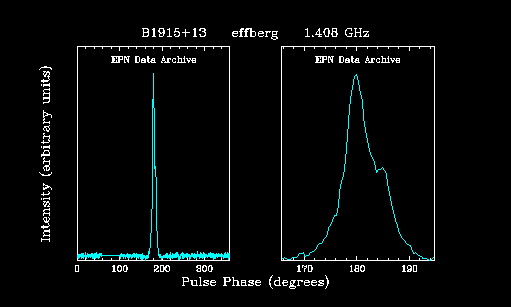 B1915+13 effberg 1.408 GHz
EPN Data Archive
EPN Data Archive
Intensity (arbitrary units)
0 100 200 300
170 180 190
Pulse Phase (degrees)